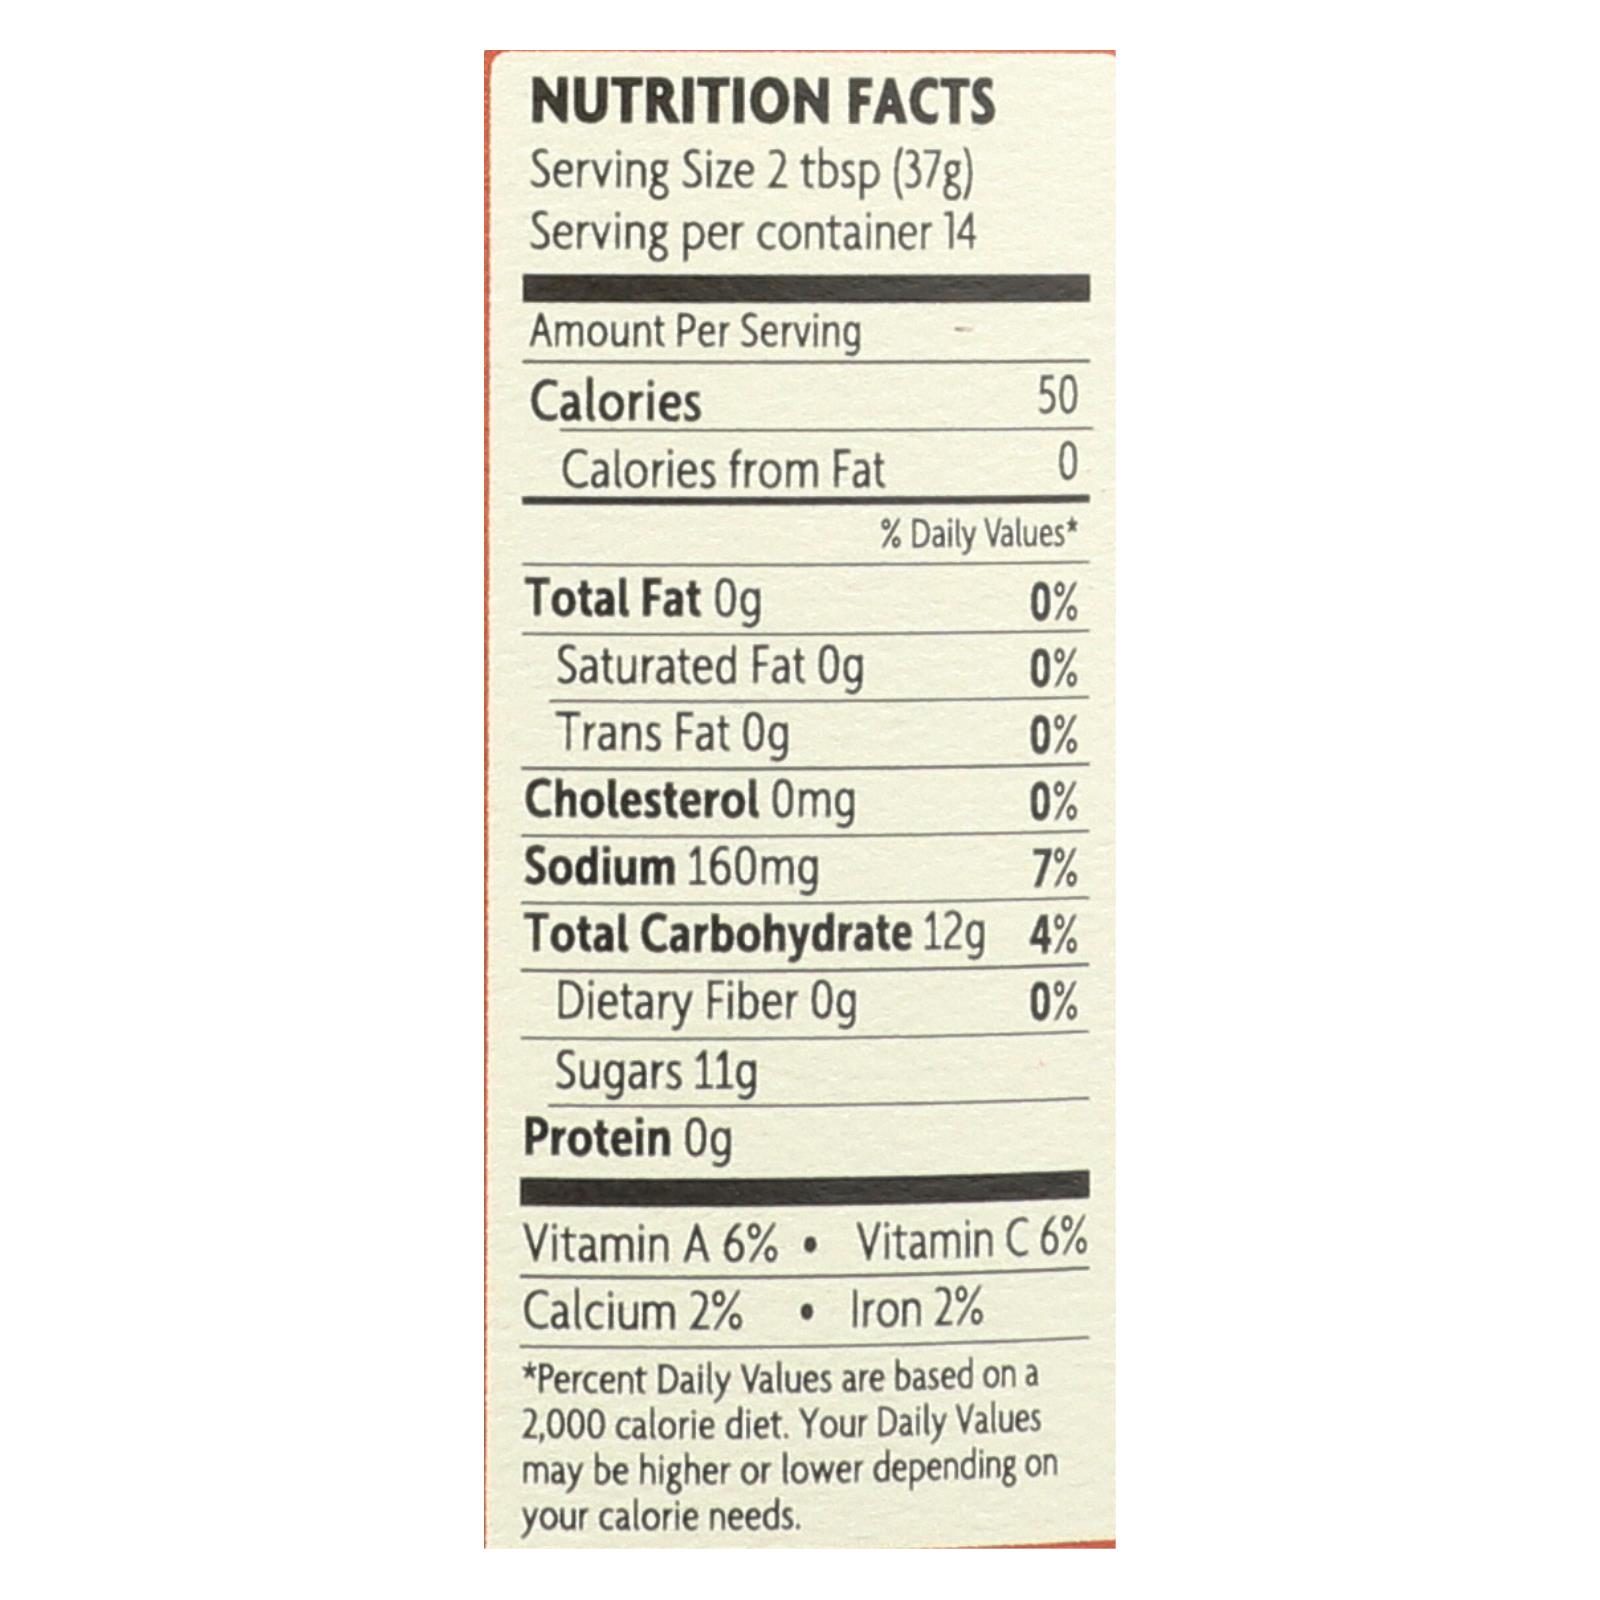 NUTRITION FACTS
Serving Size 2 tbsp (37g)
Serving per container 14
Amount Per Serving
Calories 50
Calories from Fat 0
% Daily Values*
Total Fat 0g 0%
Saturated Fat 0g 0%
Trans Fat 0g 0%
Cholesterol 0mg 0%
Sodium 160mg 7%
Total Carbohydrate 12g 4%
Dietary Fiber 0g 0%
Sugars 11g
Protein 0g
Vitamin A 6% • Vitamin C 6%
Calcium 2% • Iron 2%
*Percent Daily Values are based on a
2,000 calorie diet. Your Daily Values
may be higher or lower depending on
your calorie needs.